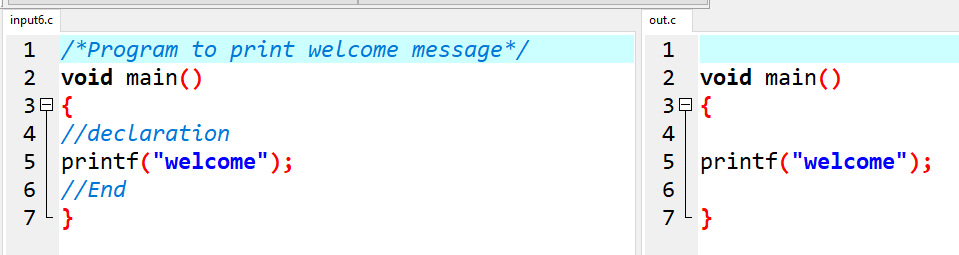 input6.c
1 /*Program to print welcome message*/
2 void main()
3 {
4 //declaration
5 printf("welcome");
6 //End
7 }
out.c
1
2 void main()
3 {
4
5 printf("welcome");
6
7 }